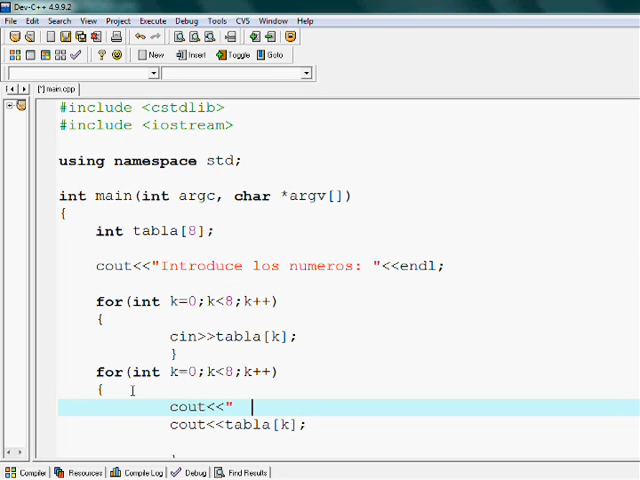 Dev-C++ 4.9.9.2
File Edit Search View Project Execute Debug Tools CVS Window Help
New Insert Toggle Goto
[*] main.cpp
#include <cstdlib>
#include <iostream>
using namespace std;
int main(int argc, char *argv[])
{
int tabla[8];
cout<<"Introduce los numeros: "<<endl;
for(int k=0;k<8;k++)
{
cin>>tabla[k];
}
for(int k=0;k<8;k++)
{
cout<<"
cout<<tabla[k];
Compiler Resources Compile Log Debug Find Results